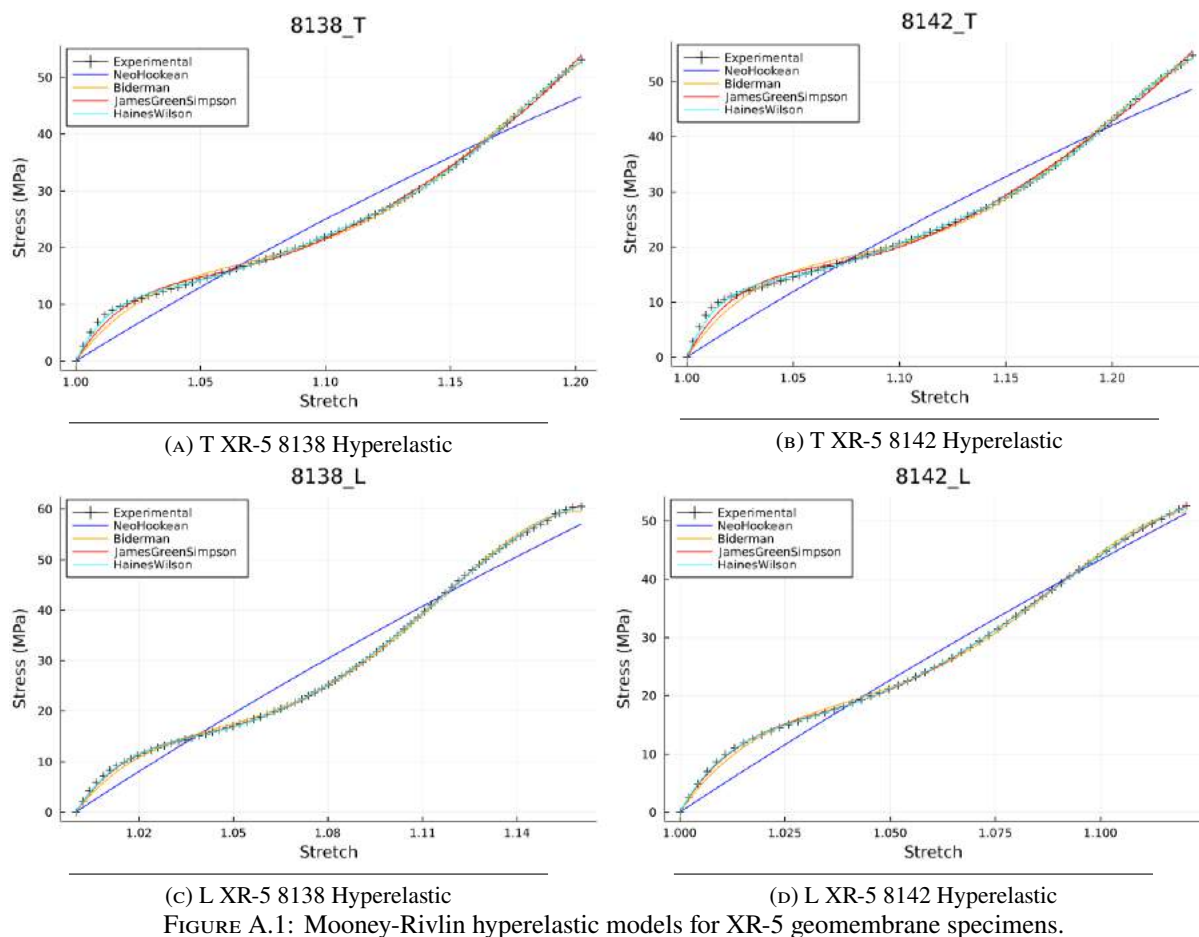 8138_T
Experimental
NeoHookean
Biderman
JamesGreenSimpson
HainesWilson
Stress (MPa)
50
40
30
20
10
0
1.00
1.05
1.10
1.15
1.20
Stretch
(A) T XR-5 8138 Hyperelastic
8142_T
Experimental
NeoHookean
Biderman
JamesGreenSimpson
HainesWilson
Stress (MPa)
50
40
30
20
10
0
1.00
1.05
1.10
1.15
1.20
Stretch
(B) T XR-5 8142 Hyperelastic
8138_L
Experimental
NeoHookean
Biderman
JamesGreenSimpson
HainesWilson
Stress (MPa)
60
50
40
30
20
10
0
1.02
1.05
1.08
1.11
1.14
Stretch
(C) L XR-5 8138 Hyperelastic
8142_L
Experimental
NeoHookean
Biderman
JamesGreenSimpson
HainesWilson
Stress (MPa)
50
40
30
20
10
0
1.000
1.025
1.050
1.075
1.100
Stretch
(D) L XR-5 8142 Hyperelastic
FIGURE A.1: Mooney-Rivlin hyperelastic models for XR-5 geomembrane specimens.